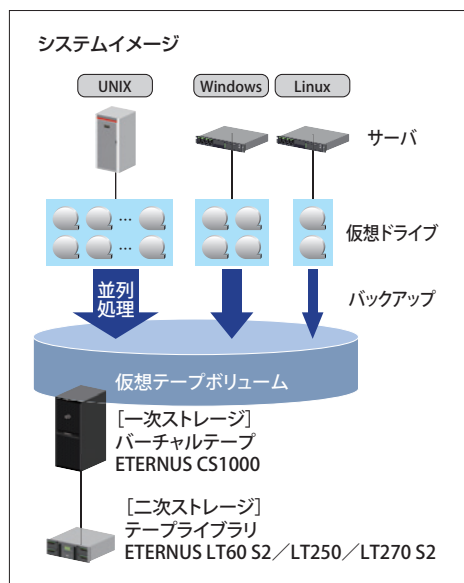 システムイメージ
UNIX
Windows
Linux
サーバ
仮想ドライブ
並列
処理
バックアップ
仮想テープボリューム
［一次ストレージ］
バーチャルテープ
ETERNUS CS1000
［二次ストレージ］
テープライブラリ
ETERNUS LT60 S2／LT250／LT270 S2